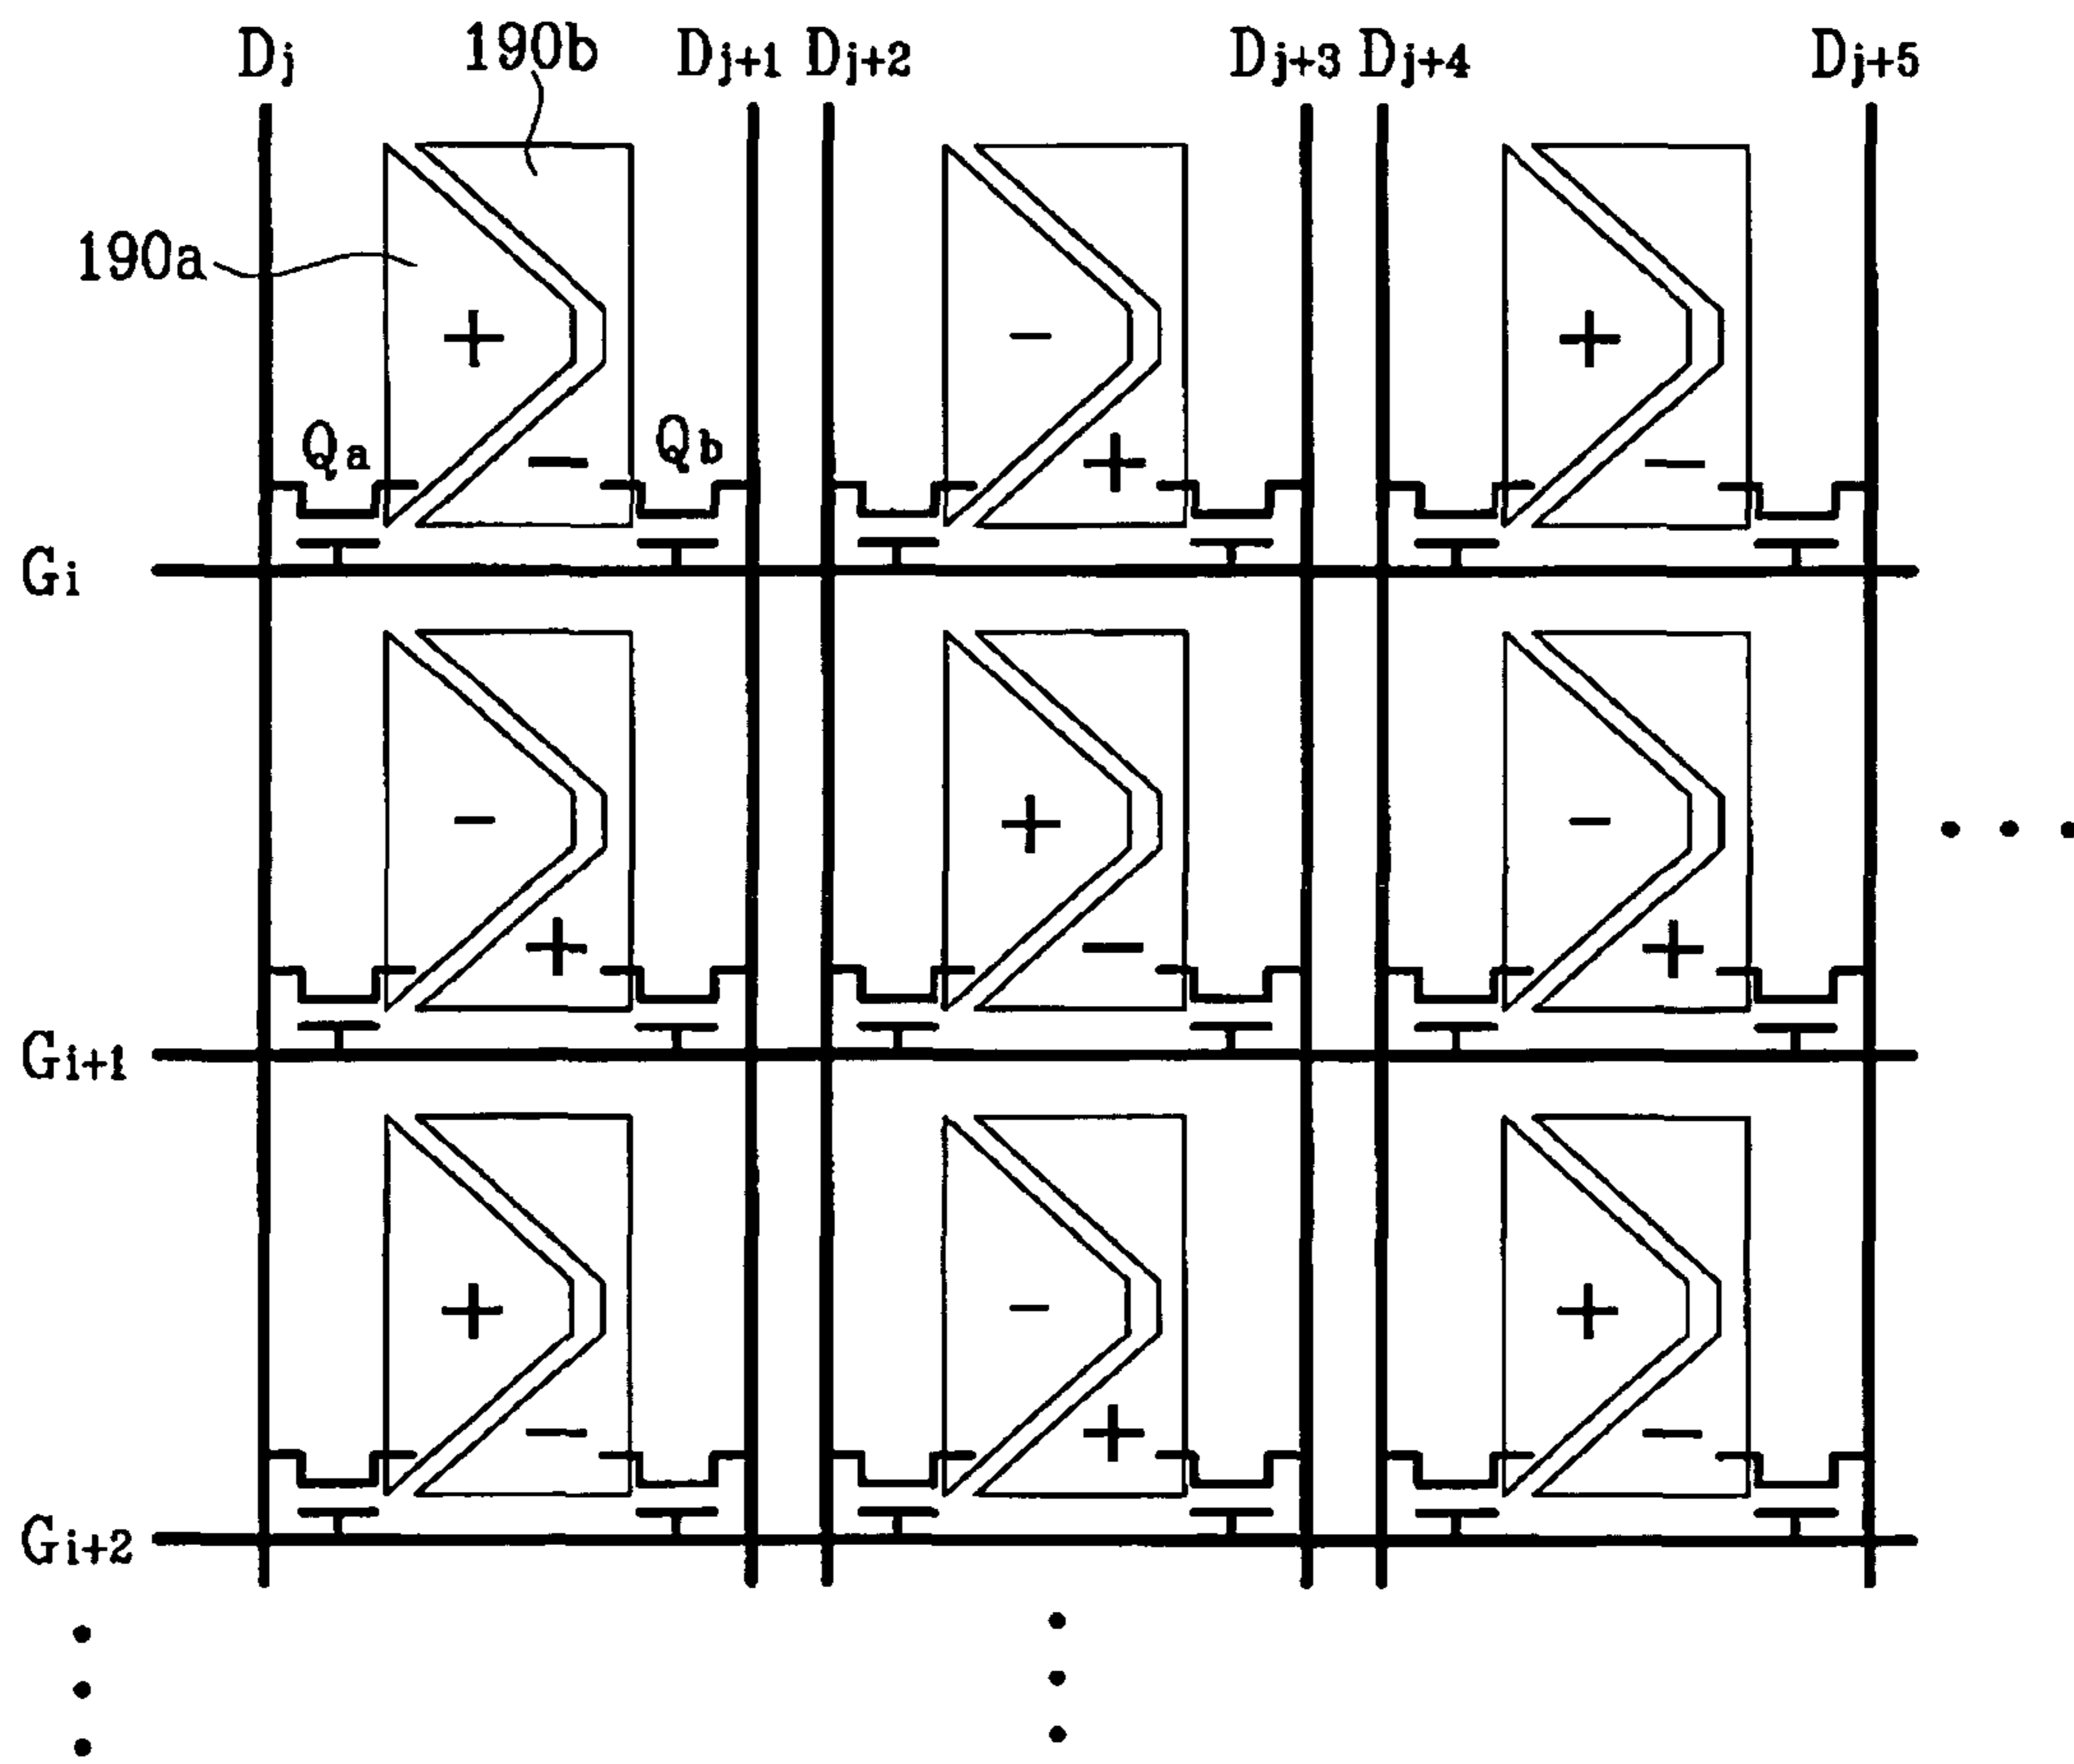 Dj 190b Dj+1 Dj+2 Dj+3 Dj+4 Dj+5
190a
+ - +
Qa Qb
- + -
Gi
- + -
+ - +
Gi+1
+ - +
- + -
Gi+2